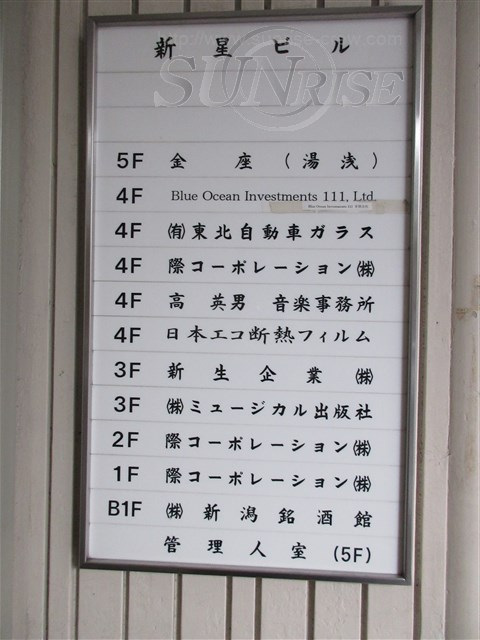 新星ビル
SUNRISE
5F 金座(湯浅)
4F Blue Ocean Investments 111, Ltd.
4F ㈲東北自動車ガラス
4F 際コーポレーション㈱
4F 高英男 音楽事務所
4F 日本エコ断熱フィルム
3F 新生企業㈱
3F ㈱ミュージカル出版社
2F 際コーポレーション㈱
1F 際コーポレーション㈱
B1F ㈱新潟銘酒館
管理人室(5F)